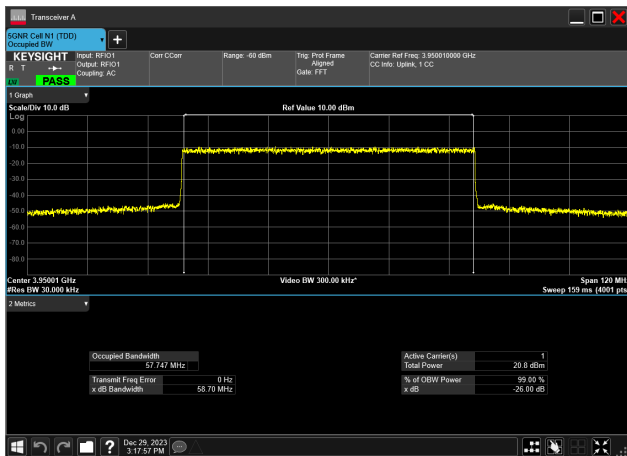 Transceiver A
5GNR Cell N1 (TDD)
Occupied BW
KEYSIGHT
R T
LNI
PASS
Input: RFIO1
Output: RFIO1
Coupling: AC
Corr CCorr
Range: -60 dBm
Trig: Prot Frame
Aligned
Gate: FFT
Carrier Ref Freq: 3.950010000 GHz
CC Info: Uplink, 1 CC
1 Graph
Scale/Div 10.0 dB
Ref Value 10.00 dBm
Log
0.00
-10.0
-20.0
-30.0
-40.0
-50.0
-60.0
-70.0
-80.0
Center 3.95001 GHz
Video BW 300.00 kHz*
Span 120 MH
#Res BW 30.000 kHz
Sweep 159 ms (4001 pts
2 Metrics
Occupied Bandwidth
57.747 MHz
Transmit Freq Error 0 Hz
x dB Bandwidth 58.70 MHz
Active Carrier(s) 1
Total Power 20.8 dBm
% of OBW Power 99.00 %
x dB -26.00 dB
Dec 29, 2023
3:17:57 PM